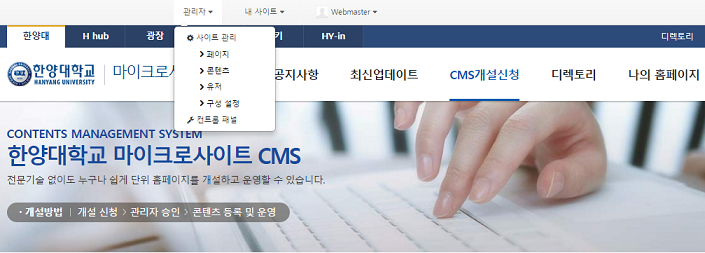 관리자 내 사이트 Webmaster
한양대 H hub 광장 키 HY-in 디렉토리
사이트 관리
페이지
콘텐츠
유저
구성 설정
컨트롤 패널
한양대학교
HANYANG UNIVERSITY
마이크로사 공지사항 최신업데이트 CMS개설신청 디렉토리 나의 홈페이지
CONTENTS MANAGEMENT SYSTEM
한양대학교 마이크로사이트 CMS
전문기술 없이도 누구나 쉽게 단위 홈페이지를 개설하고 운영할 수 있습니다.
· 개설방법 | 개설 신청 > 관리자 승인 > 콘텐츠 등록 및 운영